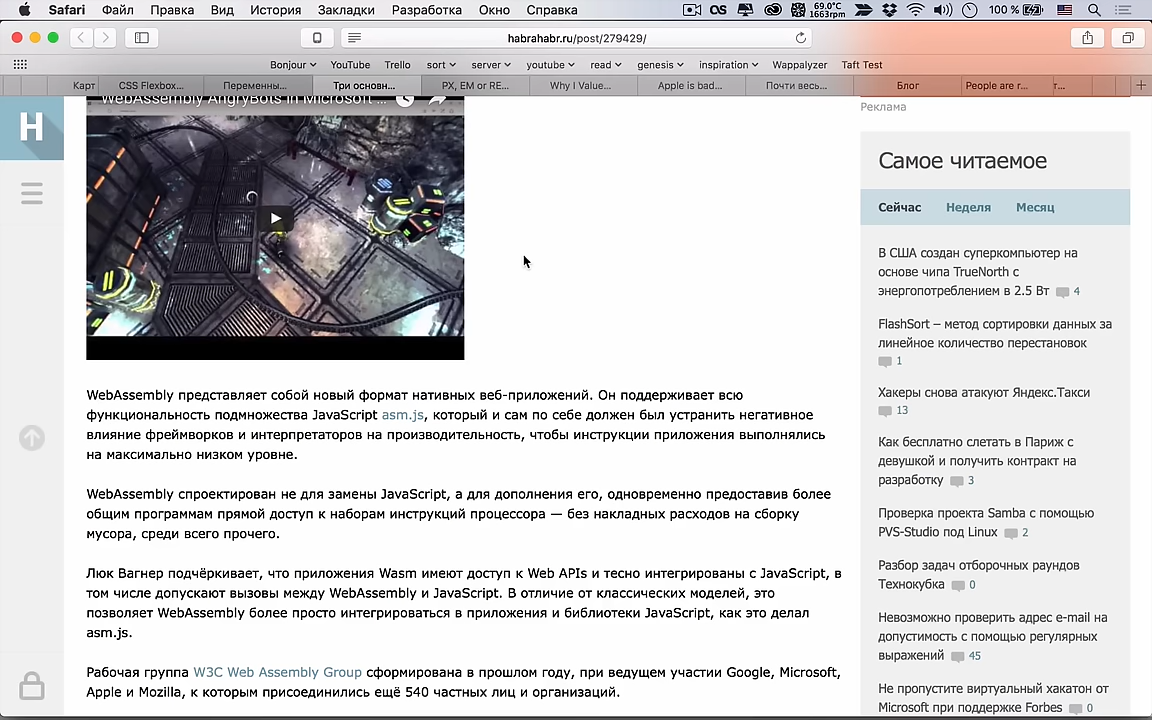 Safari Файл Правка Вид История Закладки Разработка Окно Справка
69.0°C
1663rpm
100 %
habrahabr.ru/post/279429/
Bonjour YouTube Trello sort server youtube read genesis inspiration Wappalyzer Taft Test
Карт CSS Flexbox... Переменны... Три основн... PX, EM or RE... Why I Value... Apple is bad... Почти весь... Блог People are r... т...
WebAssembly AngryBots in Microsoft ...
H
WebAssembly представляет собой новый формат нативных веб-приложений. Он поддерживает всю
функциональность подмножества JavaScript asm.js, который и сам по себе должен был устранить негативное
влияние фреймворков и интерпретаторов на производительность, чтобы инструкции приложения выполнялись
на максимально низком уровне.
WebAssembly спроектирован не для замены JavaScript, а для дополнения его, одновременно предоставив более
общим программам прямой доступ к наборам инструкций процессора — без накладных расходов на сборку
мусора, среди всего прочего.
Люк Вагнер подчёркивает, что приложения Wasm имеют доступ к Web APIs и тесно интегрированы с JavaScript, в
том числе допускают вызовы между WebAssembly и JavaScript. В отличие от классических моделей, это
позволяет WebAssembly более просто интегрироваться в приложения и библиотеки JavaScript, как это делал
asm.js.
Рабочая группа W3C Web Assembly Group сформирована в прошлом году, при ведущем участии Google, Microsoft,
Apple и Mozilla, к которым присоединились ещё 540 частных лиц и организаций.
Реклама
Самое читаемое
Сейчас Неделя Месяц
В США создан суперкомпьютер на
основе чипа TrueNorth с
энергопотреблением в 2.5 Вт 4
FlashSort – метод сортировки данных за
линейное количество перестановок
1
Хакеры снова атакуют Яндекс.Такси
13
Как бесплатно слетать в Париж с
девушкой и получить контракт на
разработку 3
Проверка проекта Samba с помощью
PVS-Studio под Linux 2
Разбор задач отборочных раундов
Технокубка 0
Невозможно проверить адрес e-mail на
допустимость с помощью регулярных
выражений 45
Не пропустите виртуальный хакатон от
Microsoft при поддержке Forbes 0